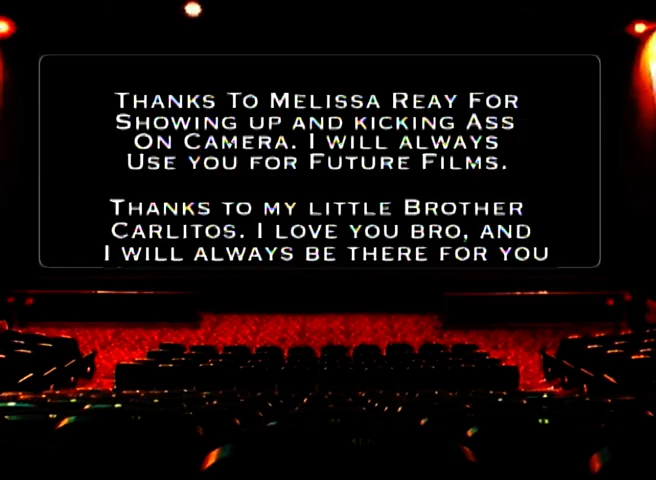 Thanks To Melissa Reay For
Showing up and kicking Ass
On Camera. I will always
Use you for Future Films.
Thanks to my little Brother
Carlitos. I love you bro, and
I will always be there for you